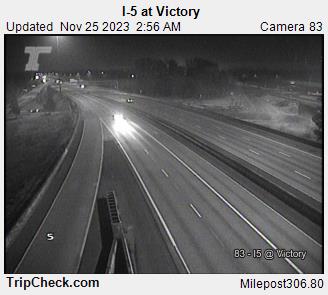 I-5 at Victory
Updated Nov 25 2023 2:56 AM Camera 83
T
S
83 - I5 @ Victory
TripCheck.com Milepost306.80